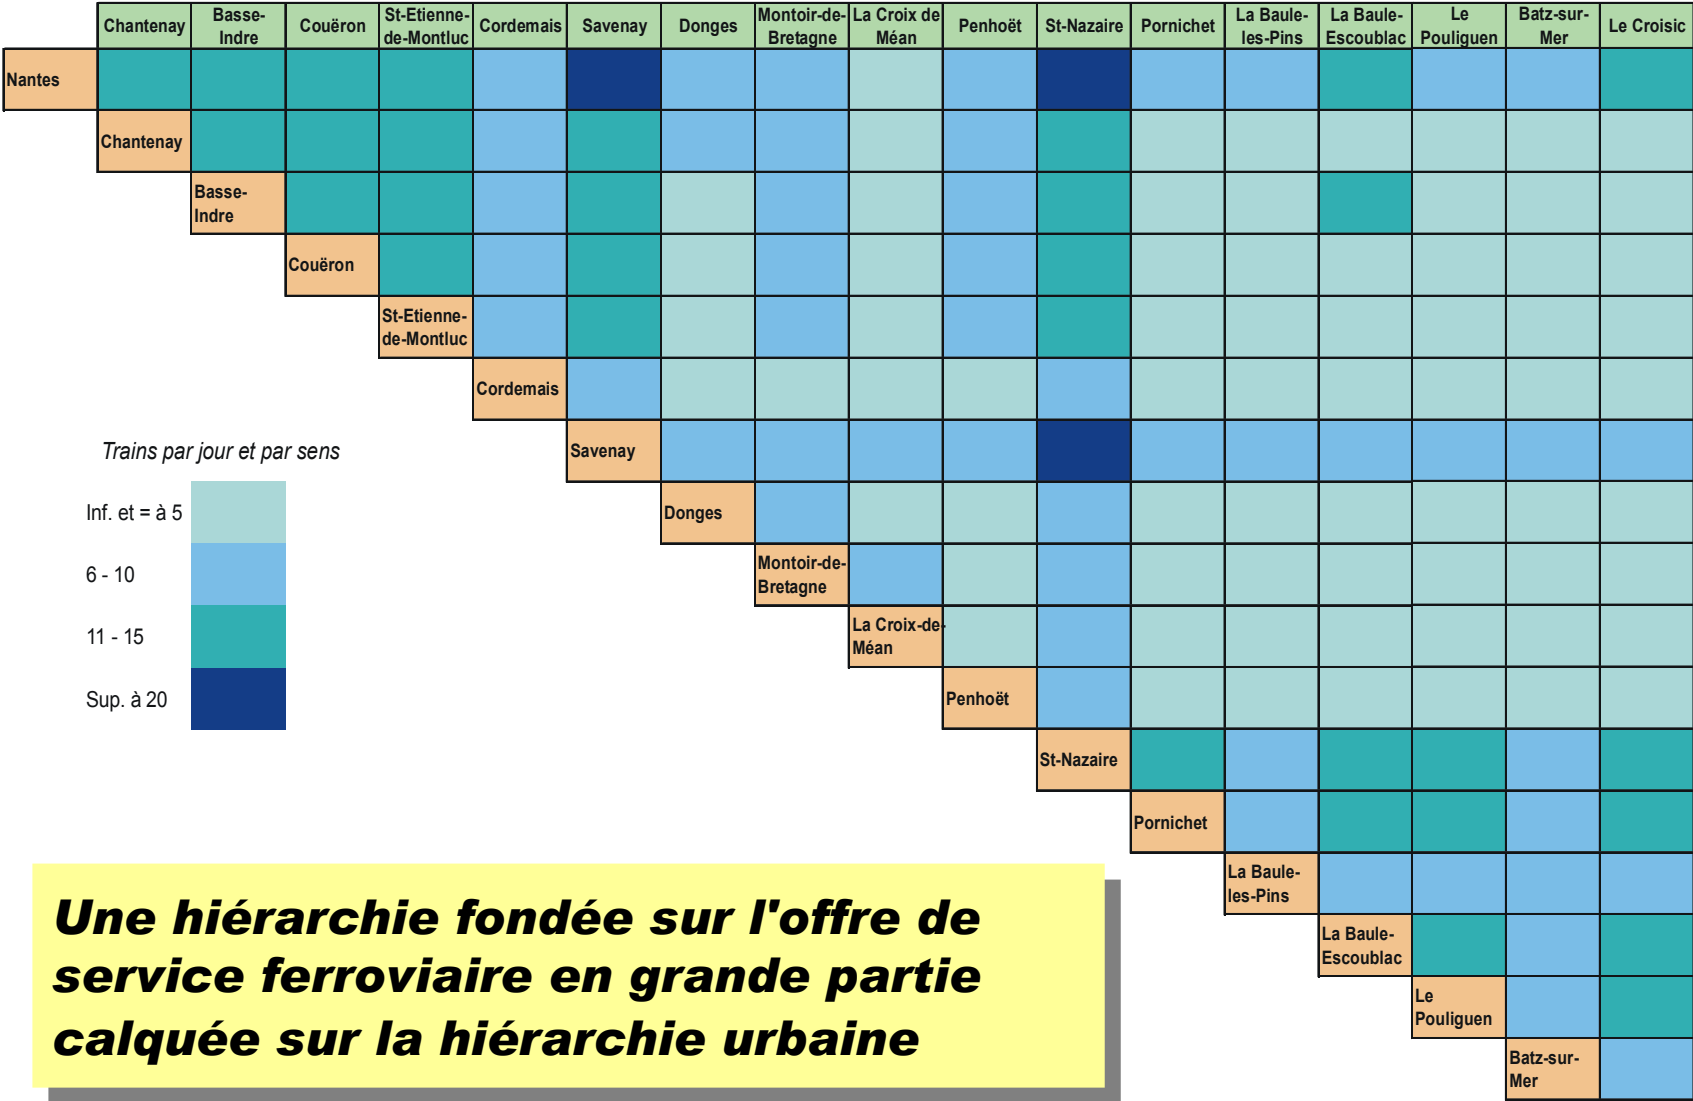 Chantenay
Basse-
Indre
Couëron
St-Etienne-
de-Montluc
Cordemais
Savenay
Donges
Montoir-de-
Bretagne
La Croix de
Méan
Penhoët
St-Nazaire
Pornichet
La Baule-
les-Pins
La Baule-
Escoublac
Le
Pouliguen
Batz-sur-
Mer
Le Croisic
Nantes
Chantenay
Basse-
Indre
Couëron
St-Etienne-
de-Montluc
Cordemais
Savenay
Donges
Montoir-de-
Bretagne
La Croix-de-
Méan
Penhoët
St-Nazaire
Pornichet
La Baule-
les-Pins
La Baule-
Escoublac
Le
Pouliguen
Batz-sur-
Mer
Trains par jour et par sens
Inf. et = à 5
6 - 10
11 - 15
Sup. à 20
Une hiérarchie fondée sur l'offre de
service ferroviaire en grande partie
calquée sur la hiérarchie urbaine